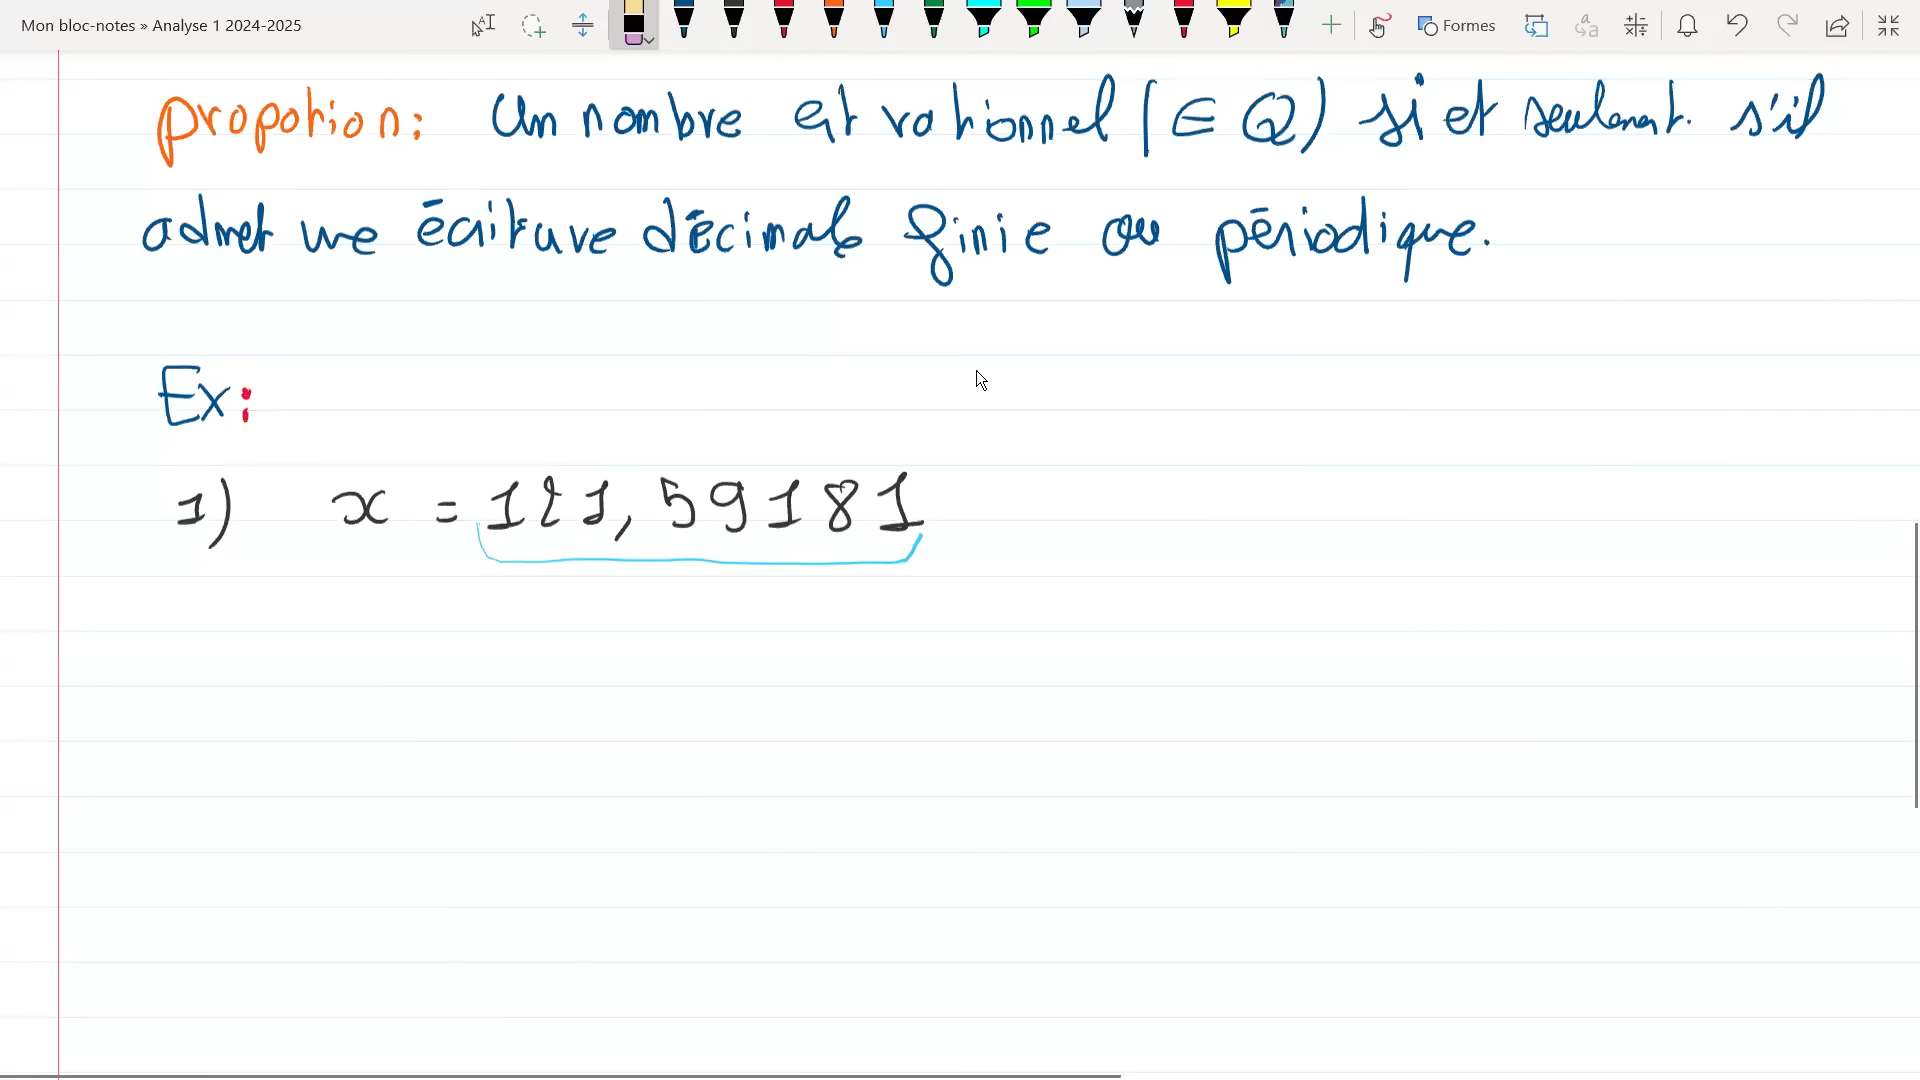 Mon bloc-notes » Analyse 1 2024-2025
Formes
propotion: Un nombre est rationnel (∈ Q) si et seulement. s'il
admet une écriture décimale finie ou périodique.
Ex:
1) x = 121,59181